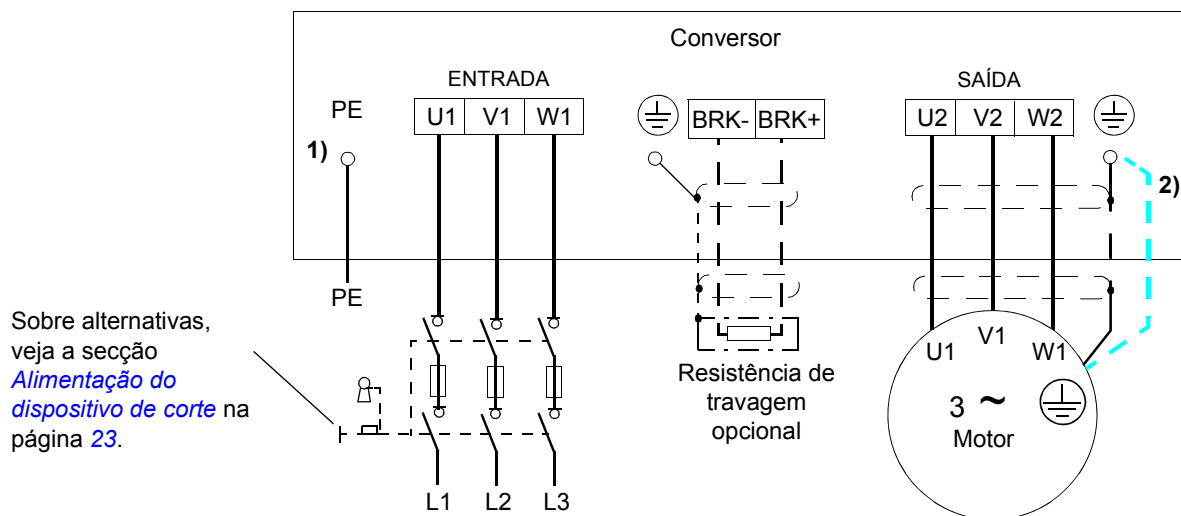 Conversor
ENTRADA
SAÍDA
PE
U1 V1 W1
BRK- BRK+
U2 V2 W2
1)
2)
PE
Sobre alternativas,
veja a secção
Alimentação do
dispositivo de corte na
página 23.
Resistência de
travagem
opcional
U1
V1
W1
3 ~
Motor
L1 L2 L3